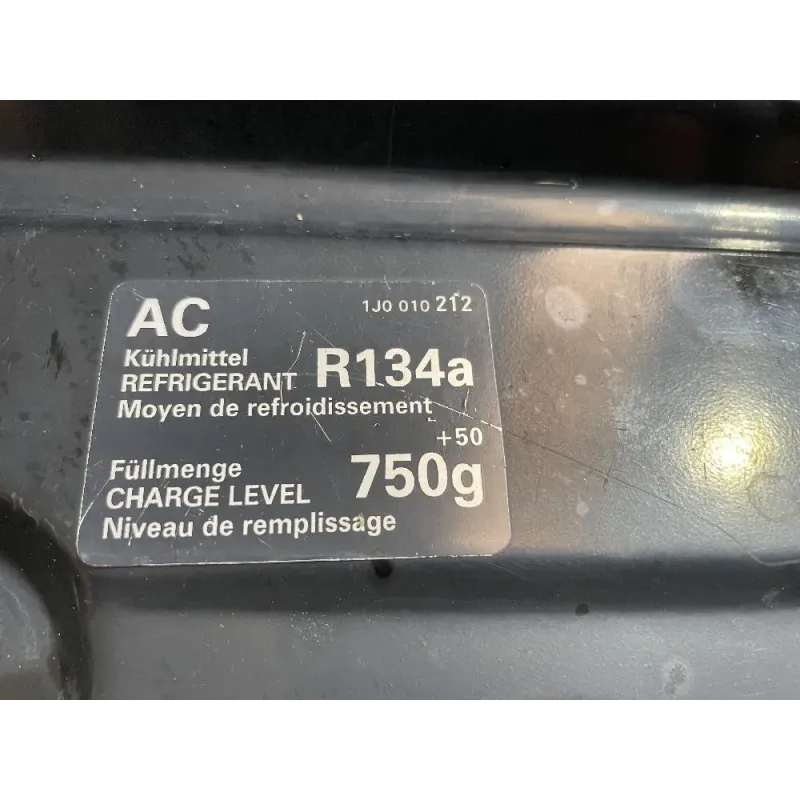 AC 1J0 010 212
Kühlmittel
REFRIGERANT R134a
Moyen de refroidissement
+50
Füllmenge
CHARGE LEVEL 750g
Niveau de remplissage